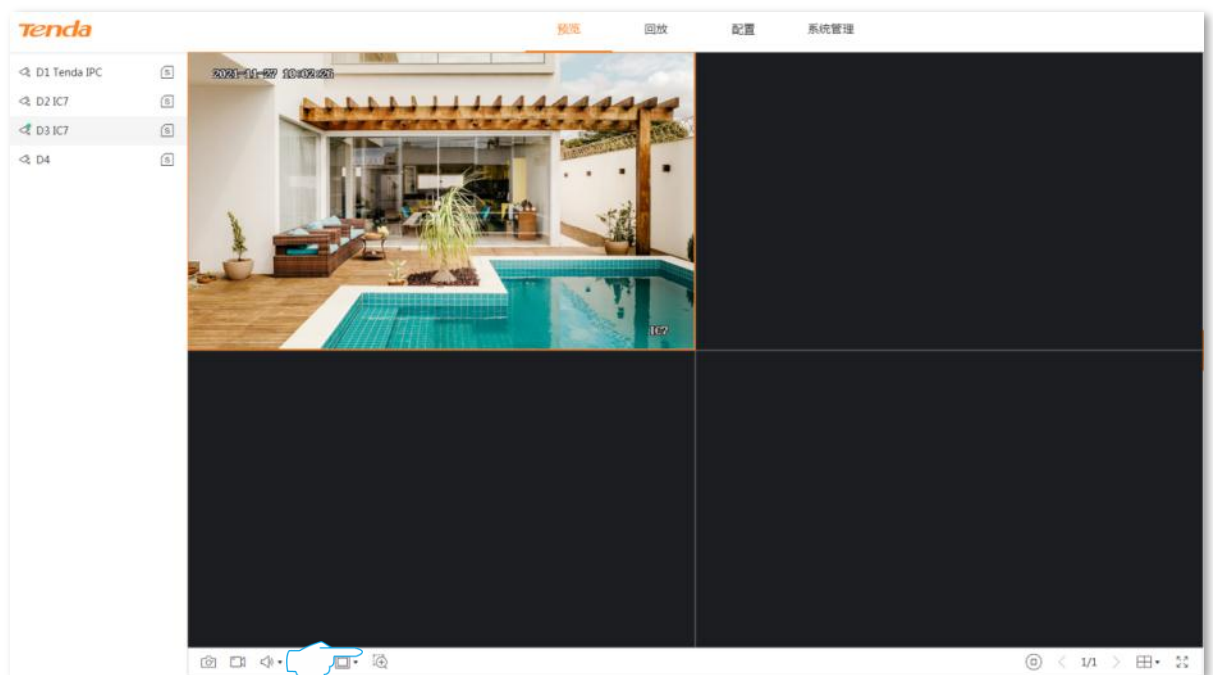 Tenda
预览 回放 配置 系统管理
D1 Tenda IPC S
D2 IC7 S
D3 IC7 S
D4 S
2021-11-27 10:02:26
IC7
1/1